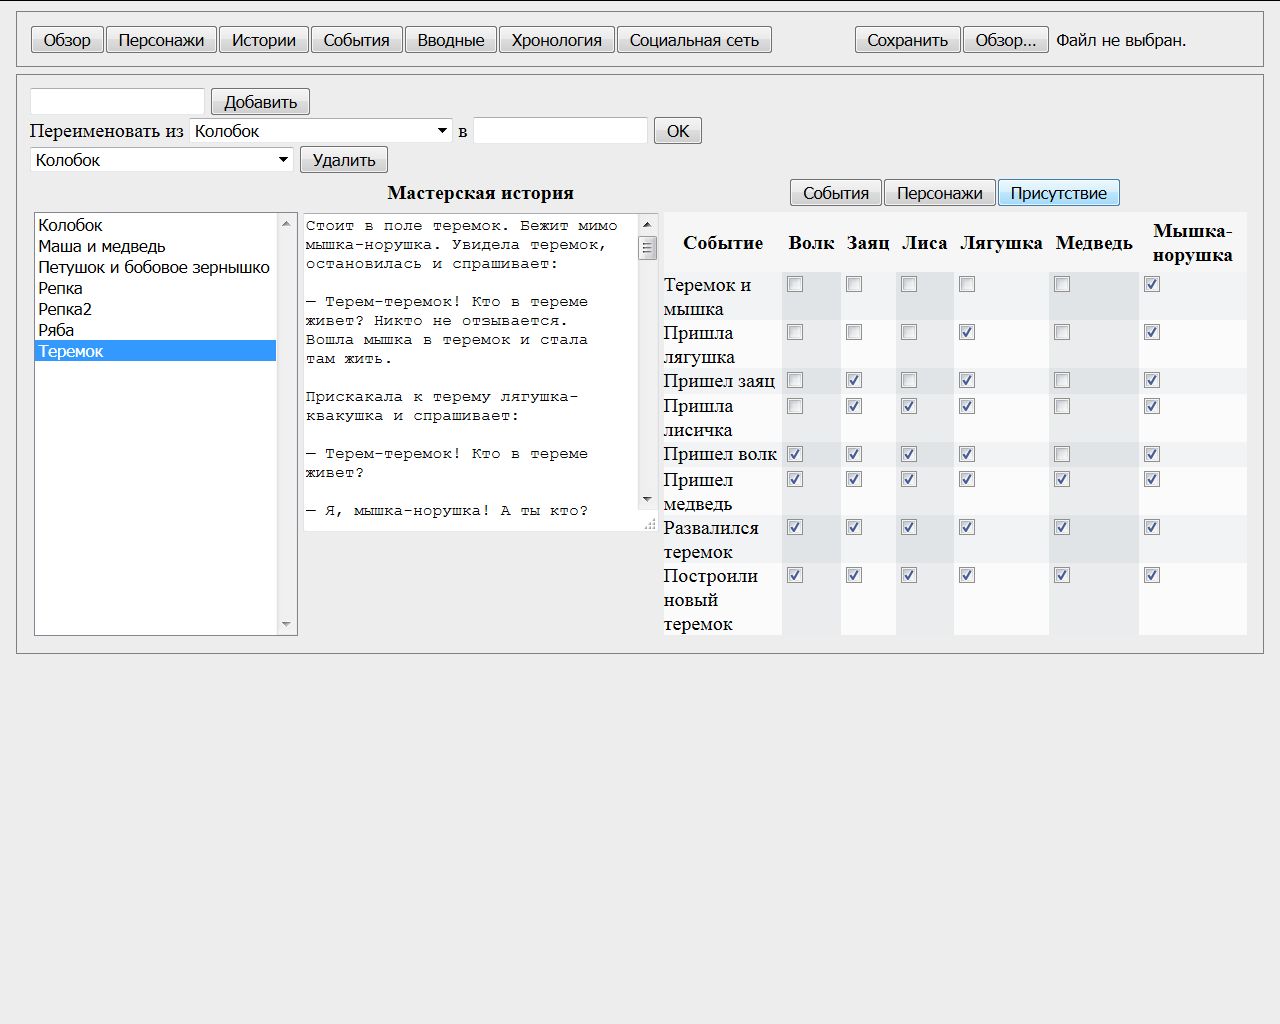 Обзор Персонажи Истории События Вводные Хронология Социальная сеть Сохранить Обзор... Файл не выбран.
Добавить
Переименовать из Колобок в OK
Колобок Удалить
Мастерская история
События Персонажи Присутствие
Колобок
Маша и медведь
Петушок и бобовое зернышко
Репка
Репка2
Ряба
Теремок
Стоит в поле теремок. Бежит мимо
мышка-норушка. Увидела теремок,
остановилась и спрашивает:
— Терем-теремок! Кто в тереме
живет? Никто не отзывается.
Вошла мышка в теремок и стала
там жить.
Прискакала к терему лягушка-
квакушка и спрашивает:
— Терем-теремок! Кто в тереме
живет?
— Я, мышка-норушка! А ты кто?
Событие Волк Заяц Лиса Лягушка Медведь Мышка-
норушка
Теремок и
мышка
Пришла
лягушка
Пришел заяц
Пришла
лисичка
Пришел волк
Пришел
медведь
Развалился
теремок
Построили
новый
теремок